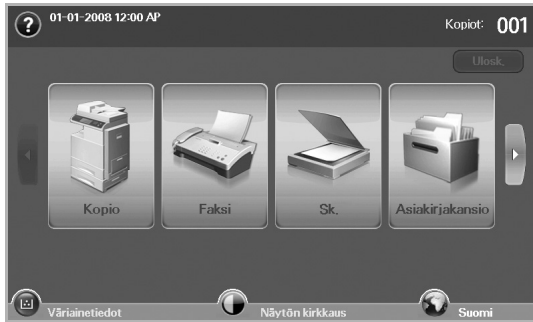 01-01-2008 12:00 AP
Kopiot: 001
Ulosk.
Kopio
Faksi
Sk.
Asiakirjakansio
Väriainetiedot
Näytön kirkkaus
Suomi